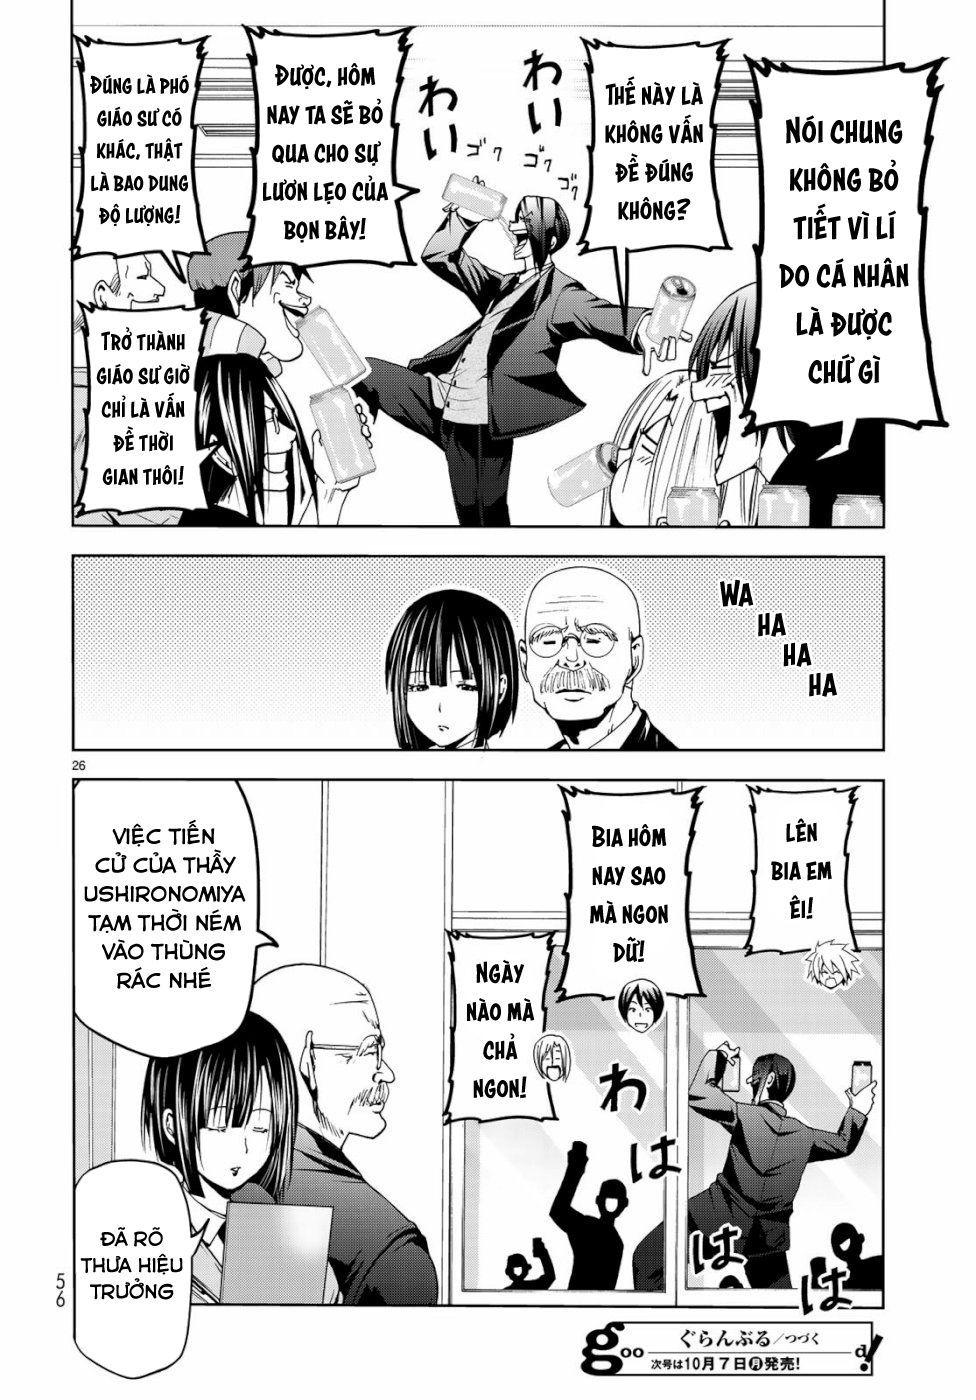 NÓI CHUNG
KHÔNG BỎ
TIẾT VÌ LÍ
DO CÁ NHÂN
LÀ ĐƯỢC
CHỨ GÌ
THẾ NÀY LÀ
KHÔNG VẤN
ĐỀ ĐÚNG
KHÔNG?
わい
わい
ゴクゴクゴク
ĐƯỢC, HÔM
NAY TA SẼ BỎ
QUA CHO SỰ
LƯƠN LẸO CỦA
BỌN BÂY!
ĐÚNG LÀ PHÓ
GIÁO SƯ CÓ
KHÁC, THẬT
LÀ BAO DUNG
ĐỘ LƯỢNG!
TRỞ THÀNH
GIÁO SƯ GIỜ
CHỈ LÀ VẤN
ĐỀ THỜI
GIAN THÔI!
WA
HA
HA
HA
26
LÊN
BIA EM
ÊI!
BIA HÔM
NAY SAO
MÀ NGON
DỮ!
NGÀY
NÀO MÀ
CHẢ
NGON!
わはは
は
VIỆC TIẾN
CỬ CỦA THẦY
USHIRONOMIYA
TẠM THỜI NÉM
VÀO THÙNG
RÁC NHÉ
ĐÃ RÕ
THƯA HIỆU
TRƯỞNG
56
good!
ぐらんぶる／つづく
次号は10月7日㊊発売!